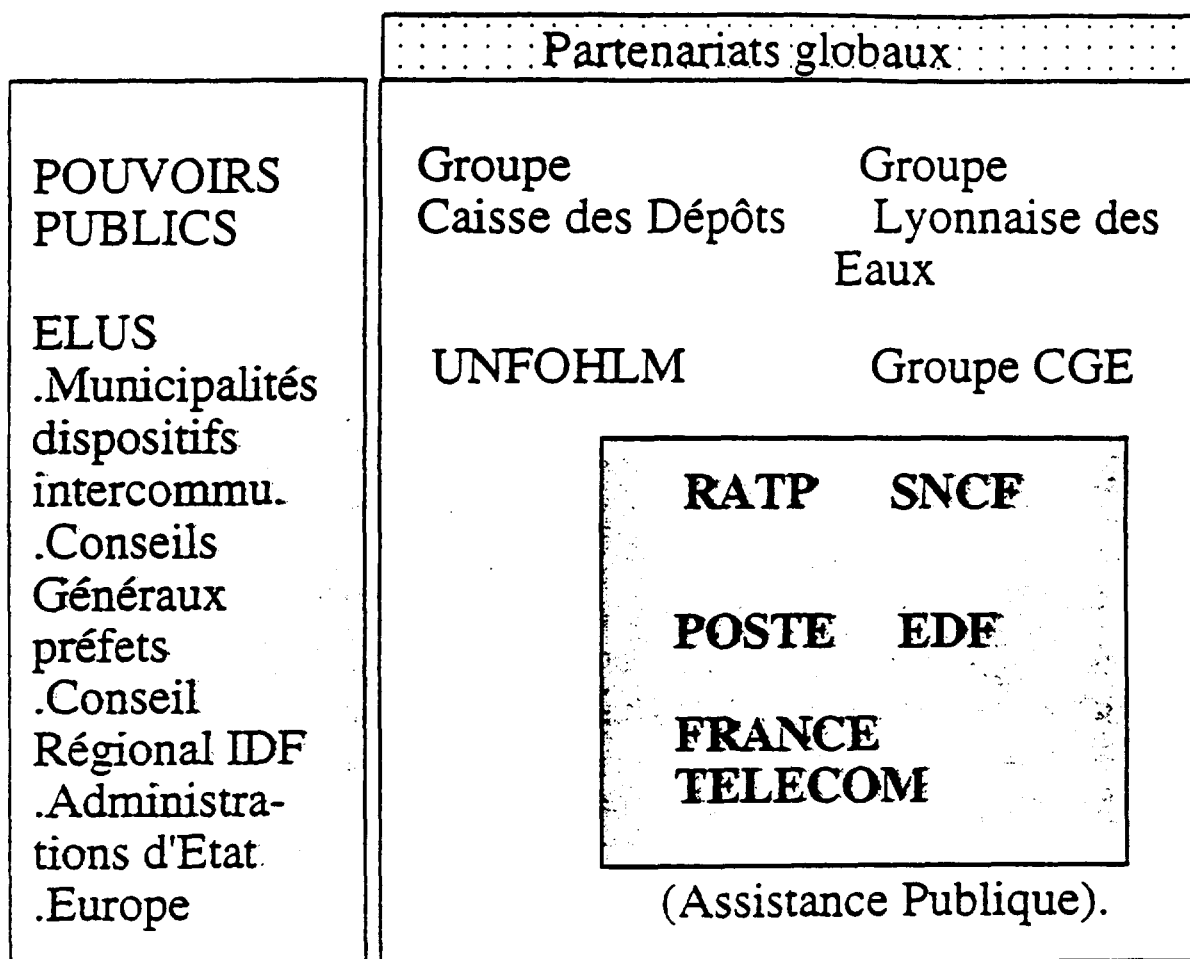 Partenariats globaux
POUVOIRS
PUBLICS
ELUS
.Municipalités
dispositifs
intercommu.
.Conseils
Généraux
préfets
.Conseil
Régional IDF
.Administra-
tions d'Etat
.Europe
Groupe
Caisse des Dépôts
Groupe
Lyonnaise des
Eaux
UNFOHLM
Groupe CGE
RATP SNCF
POSTE EDF
FRANCE
TELECOM
(Assistance Publique).